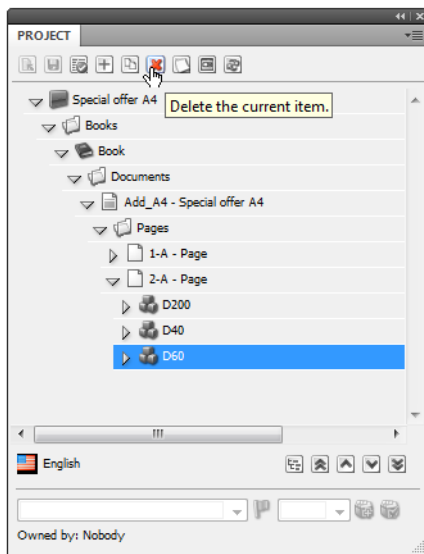 PROJECT
Special offer A4
Delete the current item.
Books
Book
Documents
Add_A4 - Special offer A4
Pages
1-A - Page
2-A - Page
D200
D40
D60
English
Owned by: Nobody